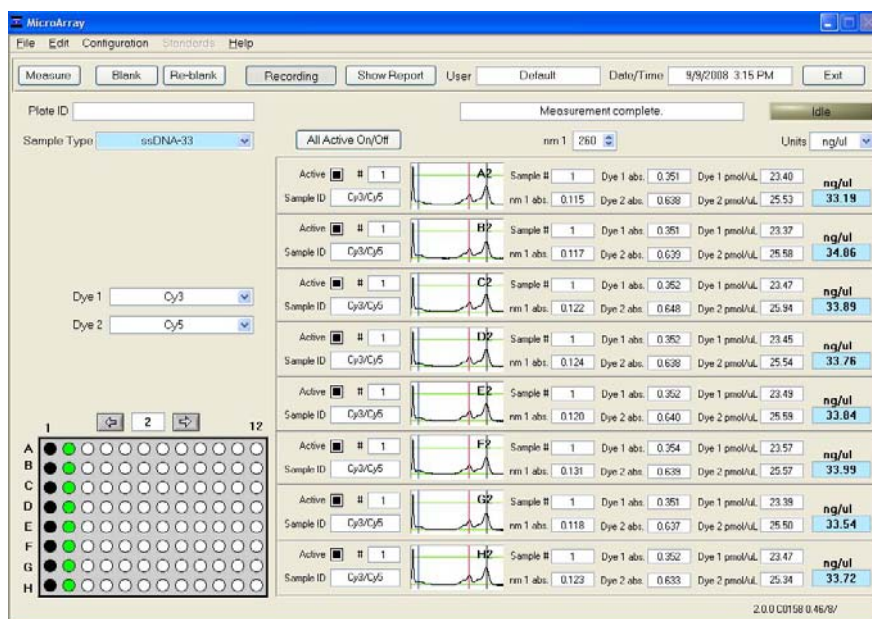 MicroArray
File Edit Configuration Standards Help
Measure Blank Re-blank Recording Show Report User Default Date/Time 9/9/2008 3:15 PM Exit
Plate ID Measurement complete. Idle
Sample Type ssDNA-33 All Active On/Off nm 1 260 Units ng/ul
Active # 1 A2 Sample # 1 Dye 1 abs. 0.351 Dye 1 pmol/uL 23.40 ng/ul
Sample ID Cy3/Cy5 nm 1 abs. 0.115 Dye 2 abs. 0.638 Dye 2 pmol/uL 25.53 33.19
Active # 1 B2 Sample # 1 Dye 1 abs. 0.351 Dye 1 pmol/uL 23.37 ng/ul
Sample ID Cy3/Cy5 nm 1 abs. 0.117 Dye 2 abs. 0.639 Dye 2 pmol/uL 25.58 34.86
Active # 1 C2 Sample # 1 Dye 1 abs. 0.352 Dye 1 pmol/uL 23.47 ng/ul
Sample ID Cy3/Cy5 nm 1 abs. 0.122 Dye 2 abs. 0.648 Dye 2 pmol/uL 25.94 33.89
Dye 1 Cy3
Dye 2 Cy5
Active # 1 D2 Sample # 1 Dye 1 abs. 0.352 Dye 1 pmol/uL 23.45 ng/ul
Sample ID Cy3/Cy5 nm 1 abs. 0.124 Dye 2 abs. 0.638 Dye 2 pmol/uL 25.54 33.76
Active # 1 E2 Sample # 1 Dye 1 abs. 0.352 Dye 1 pmol/uL 23.49 ng/ul
Sample ID Cy3/Cy5 nm 1 abs. 0.120 Dye 2 abs. 0.640 Dye 2 pmol/uL 25.59 33.84
Active # 1 F2 Sample # 1 Dye 1 abs. 0.354 Dye 1 pmol/uL 23.57 ng/ul
Sample ID Cy3/Cy5 nm 1 abs. 0.131 Dye 2 abs. 0.639 Dye 2 pmol/uL 25.57 33.99
Active # 1 G2 Sample # 1 Dye 1 abs. 0.351 Dye 1 pmol/uL 23.39 ng/ul
Sample ID Cy3/Cy5 nm 1 abs. 0.118 Dye 2 abs. 0.637 Dye 2 pmol/uL 25.50 33.54
Active # 1 H2 Sample # 1 Dye 1 abs. 0.352 Dye 1 pmol/uL 23.47 ng/ul
Sample ID Cy3/Cy5 nm 1 abs. 0.123 Dye 2 abs. 0.633 Dye 2 pmol/uL 25.34 33.72
1 2 12
A
B
C
D
E
F
G
H
2.0.0 C0158 0.46/8/